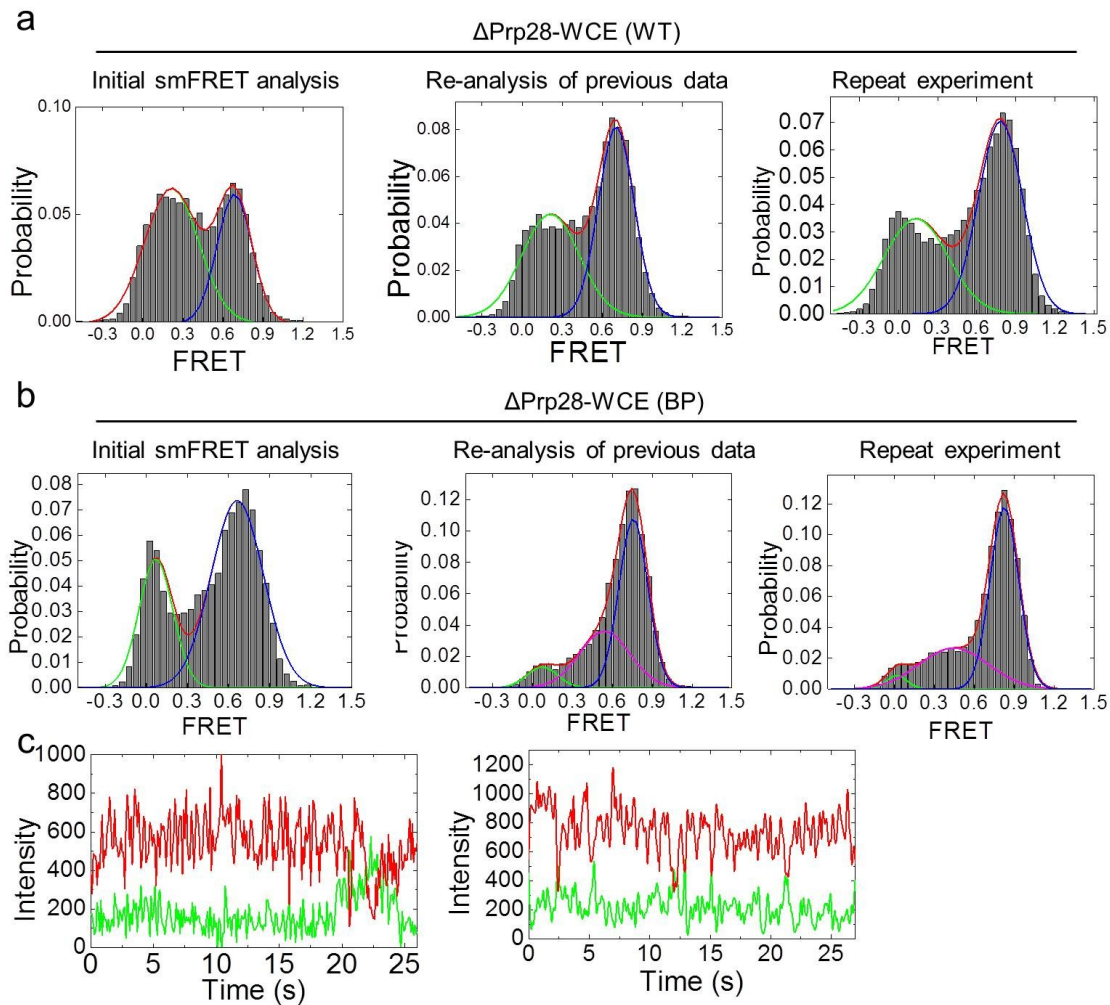 a
ΔPrp28-WCE (WT)
Initial smFRET analysis
Re-analysis of previous data
Repeat experiment
0.10
0.05
0.00
Probability
-0.3 0.0 0.3 0.6 0.9 1.2 1.5
FRET
0.08
0.06
0.04
0.02
0.00
Probability
-0.3 0.0 0.3 0.6 0.9 1.2 1.5
FRET
0.07
0.06
0.05
0.04
0.03
0.02
0.01
0.00
Probability
-0.3 0.0 0.3 0.6 0.9 1.2 1.5
FRET
b
ΔPrp28-WCE (BP)
Initial smFRET analysis
Re-analysis of previous data
Repeat experiment
0.08
0.07
0.06
0.05
0.04
0.03
0.02
0.01
0.00
Probability
-0.3 0.0 0.3 0.6 0.9 1.2 1.5
FRET
0.12
0.10
0.08
0.06
0.04
0.02
0.00
Probability
-0.3 0.0 0.3 0.6 0.9 1.2 1.5
FRET
0.12
0.10
0.08
0.06
0.04
0.02
0.00
Probability
-0.3 0.0 0.3 0.6 0.9 1.2 1.5
FRET
c
1000
800
600
400
200
0
Intensity
0 5 10 15 20 25
Time (s)
1200
1000
800
600
400
200
0
Intensity
0 5 10 15 20 25
Time (s)